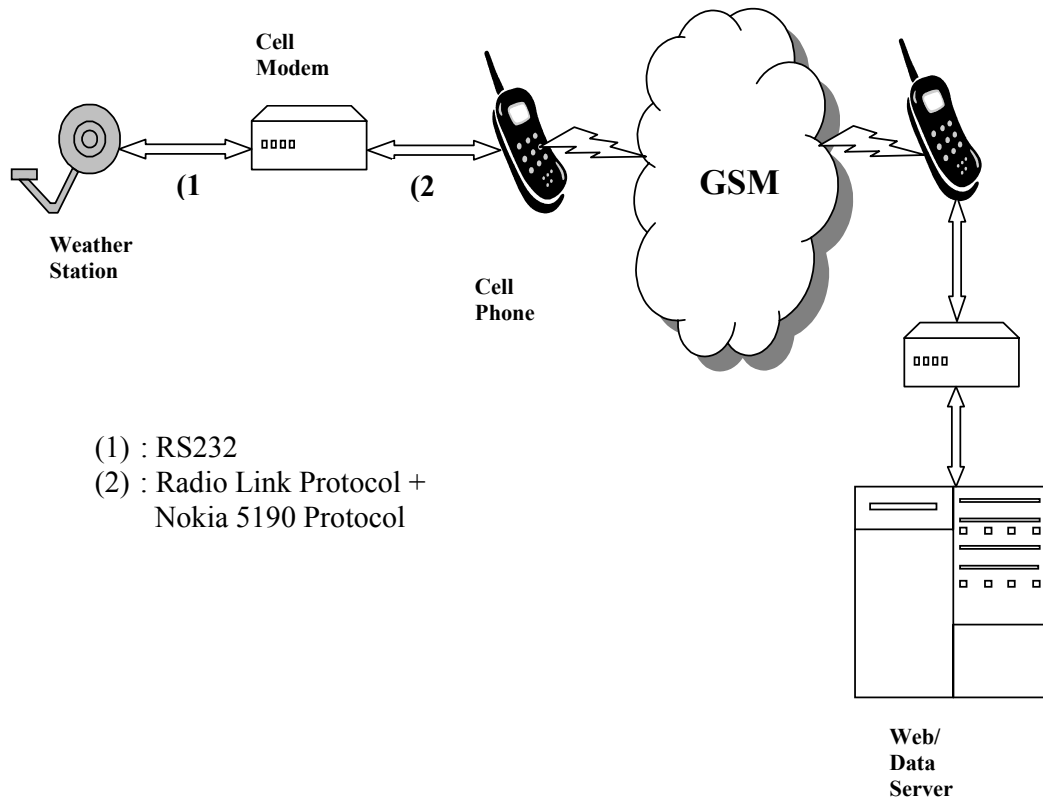 Cell
Modem
(1
(2
GSM
Weather
Station
Cell
Phone
(1) : RS232
(2) : Radio Link Protocol +
Nokia 5190 Protocol
Web/
Data
Server